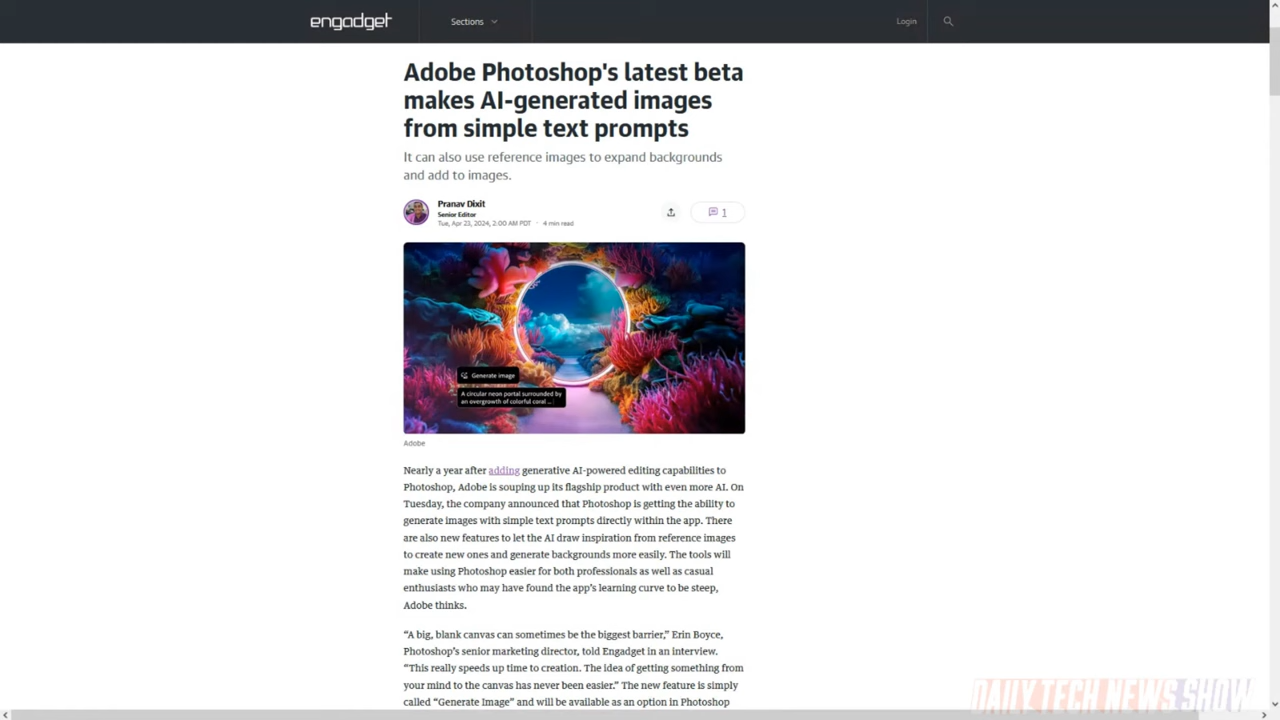 engadget
Sections
Login
Adobe Photoshop's latest beta
makes AI-generated images
from simple text prompts
It can also use reference images to expand backgrounds
and add to images.
Pranav Dixit
Senior Editor
Tue, Apr 23, 2024, 2:00 AM PDT · 4 min read
1
Generate image
A circular neon portal surrounded by
an overgrowth of colorful coral ...
Adobe
Nearly a year after adding generative AI-powered editing capabilities to
Photoshop, Adobe is souping up its flagship product with even more AI. On
Tuesday, the company announced that Photoshop is getting the ability to
generate images with simple text prompts directly within the app. There
are also new features to let the AI draw inspiration from reference images
to create new ones and generate backgrounds more easily. The tools will
make using Photoshop easier for both professionals as well as casual
enthusiasts who may have found the app's learning curve to be steep,
Adobe thinks.
“A big, blank canvas can sometimes be the biggest barrier,” Erin Boyce,
Photoshop's senior marketing director, told Engadget in an interview.
“This really speeds up time to creation. The idea of getting something from
your mind to the canvas has never been easier.” The new feature is simply
called “Generate Image” and will be available as an option in Photoshop
DAILY TECH NEWS SHOW